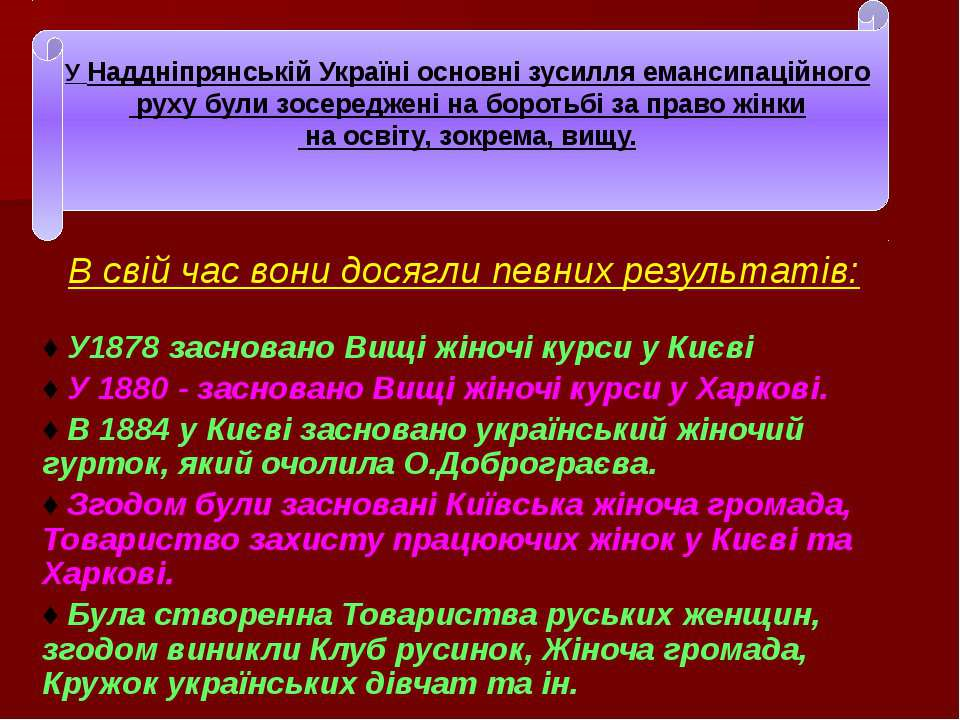 У Наддніпрянській Україні основні зусилля емансипаційного
руху були зосереджені на боротьбі за право жінки
на освіту, зокрема, вищу.
В свій час вони досягли певних результатів:
♦ У1878 засновано Вищі жіночі курси у Києві
♦ У 1880 - засновано Вищі жіночі курси у Харкові.
♦ В 1884 у Києві засновано український жіночий
гурток, який очолила О.Доброграєва.
♦ Згодом були засновані Київська жіноча громада,
Товариство захисту працюючих жінок у Києві та
Харкові.
♦ Була створенна Товариства руських женщин,
згодом виникли Клуб русинок, Жіноча громада,
Кружок українських дівчат та ін.